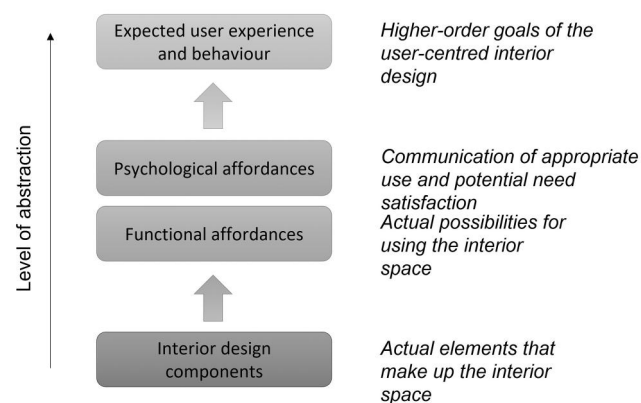 Expected user experience
and behaviour
Higher-order goals of the
user-centred interior
design
Level of abstraction
Psychological affordances
Communication of appropriate
use and potential need
satisfaction
Functional affordances
Actual possibilities for
using the interior
space
Interior design
components
Actual elements that
make up the interior
space